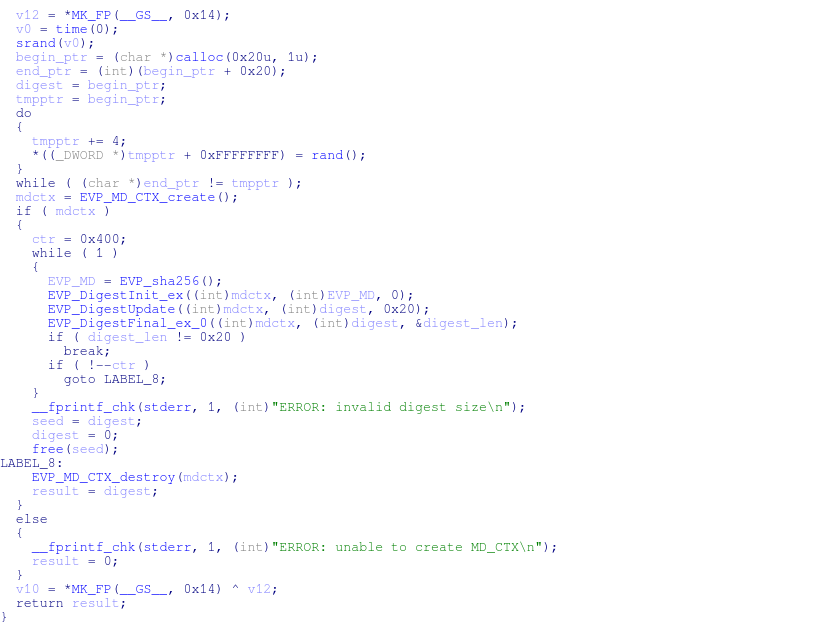 v12 = *MK_FP(__GS__, 0x14);
v0 = time(0);
srand(v0);
begin_ptr = (char *)calloc(0x20u, 1u);
end_ptr = (int)(begin_ptr + 0x20);
digest = begin_ptr;
tmpptr = begin_ptr;
do
{
tmpptr += 4;
*((_DWORD *)tmpptr + 0xFFFFFFFF) = rand();
}
while ( (char *)end_ptr != tmpptr );
mdctx = EVP_MD_CTX_create();
if ( mdctx )
{
ctr = 0x400;
while ( 1 )
{
EVP_MD = EVP_sha256();
EVP_DigestInit_ex((int)mdctx, (int)EVP_MD, 0);
EVP_DigestUpdate((int)mdctx, (int)digest, 0x20);
EVP_DigestFinal_ex_0((int)mdctx, (int)digest, &digest_len);
if ( digest_len != 0x20 )
break;
if ( !--ctr )
goto LABEL_8;
}
__fprintf_chk(stderr, 1, (int)"ERROR: invalid digest size\n");
seed = digest;
digest = 0;
free(seed);
LABEL_8:
EVP_MD_CTX_destroy(mdctx);
result = digest;
}
else
{
__fprintf_chk(stderr, 1, (int)"ERROR: unable to create MD_CTX\n");
result = 0;
}
v10 = *MK_FP(__GS__, 0x14) ^ v12;
return result;
}